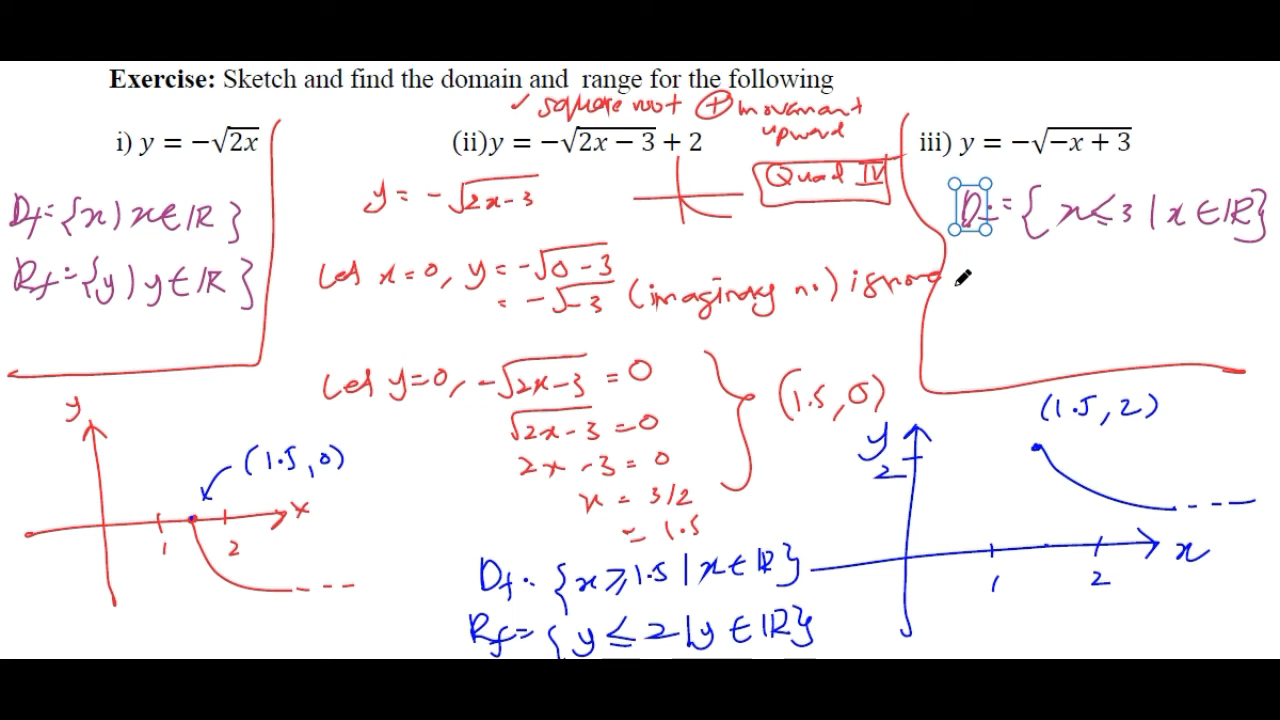 Exercise: Sketch and find the domain and range for the following
✓ square root ⊕ movement upward
i) y = −√2x
(ii) y = −√2x − 3 + 2
iii) y = −√−x + 3
Df = {x) x ∈ ℝ}
Rf = {y) y ∈ ℝ}
y = −√2x−3
Quad IV
Let x=0, y = −√0−3
= −√−3 (imaginary no.) ignore
Let y=0, −√2x−3 = 0
√2x−3 = 0
2x −3 = 0
x = 3/2
= 1.5
(1.5, 0)
Df = {x ≥ 1.5 | x ∈ ℝ}
Rf = {y ≤ 2 | y ∈ ℝ}
Df = {x ≤ 3 | x ∈ ℝ}
y
(1.5, 0)
x
1 2
(1.5, 2)
y
2
x
1 2